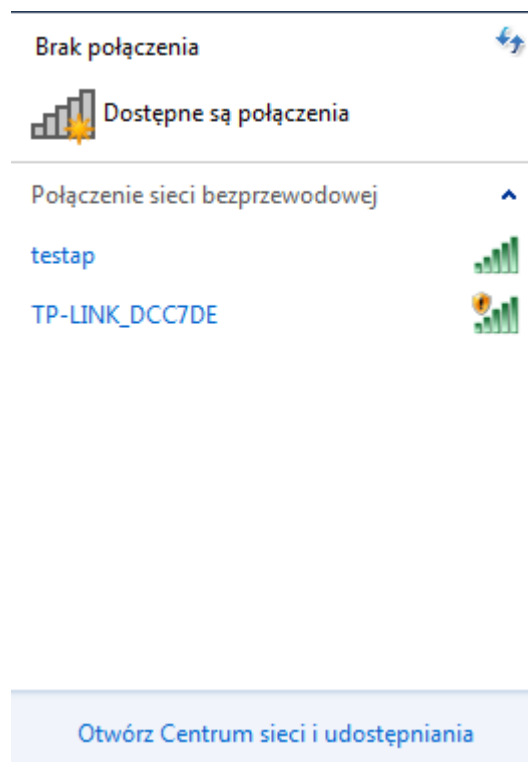 Brak połączenia
Dostępne są połączenia
Połączenie sieci bezprzewodowej
testap
TP-LINK_DCC7DE
Otwórz Centrum sieci i udostępniania